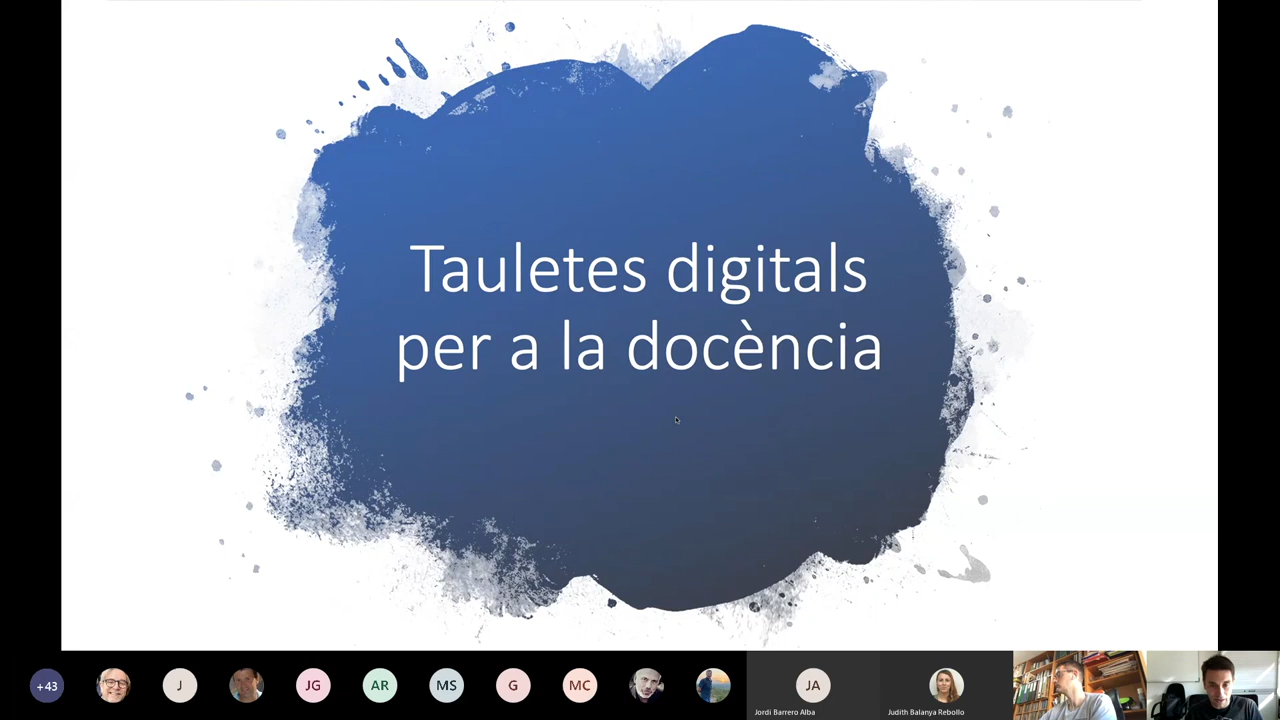 Tauletes digitals
per a la docència
+43
J
JG
AR
MS
G
MC
JA
Jordi Barrero Alba
Judith Balanya Rebollo